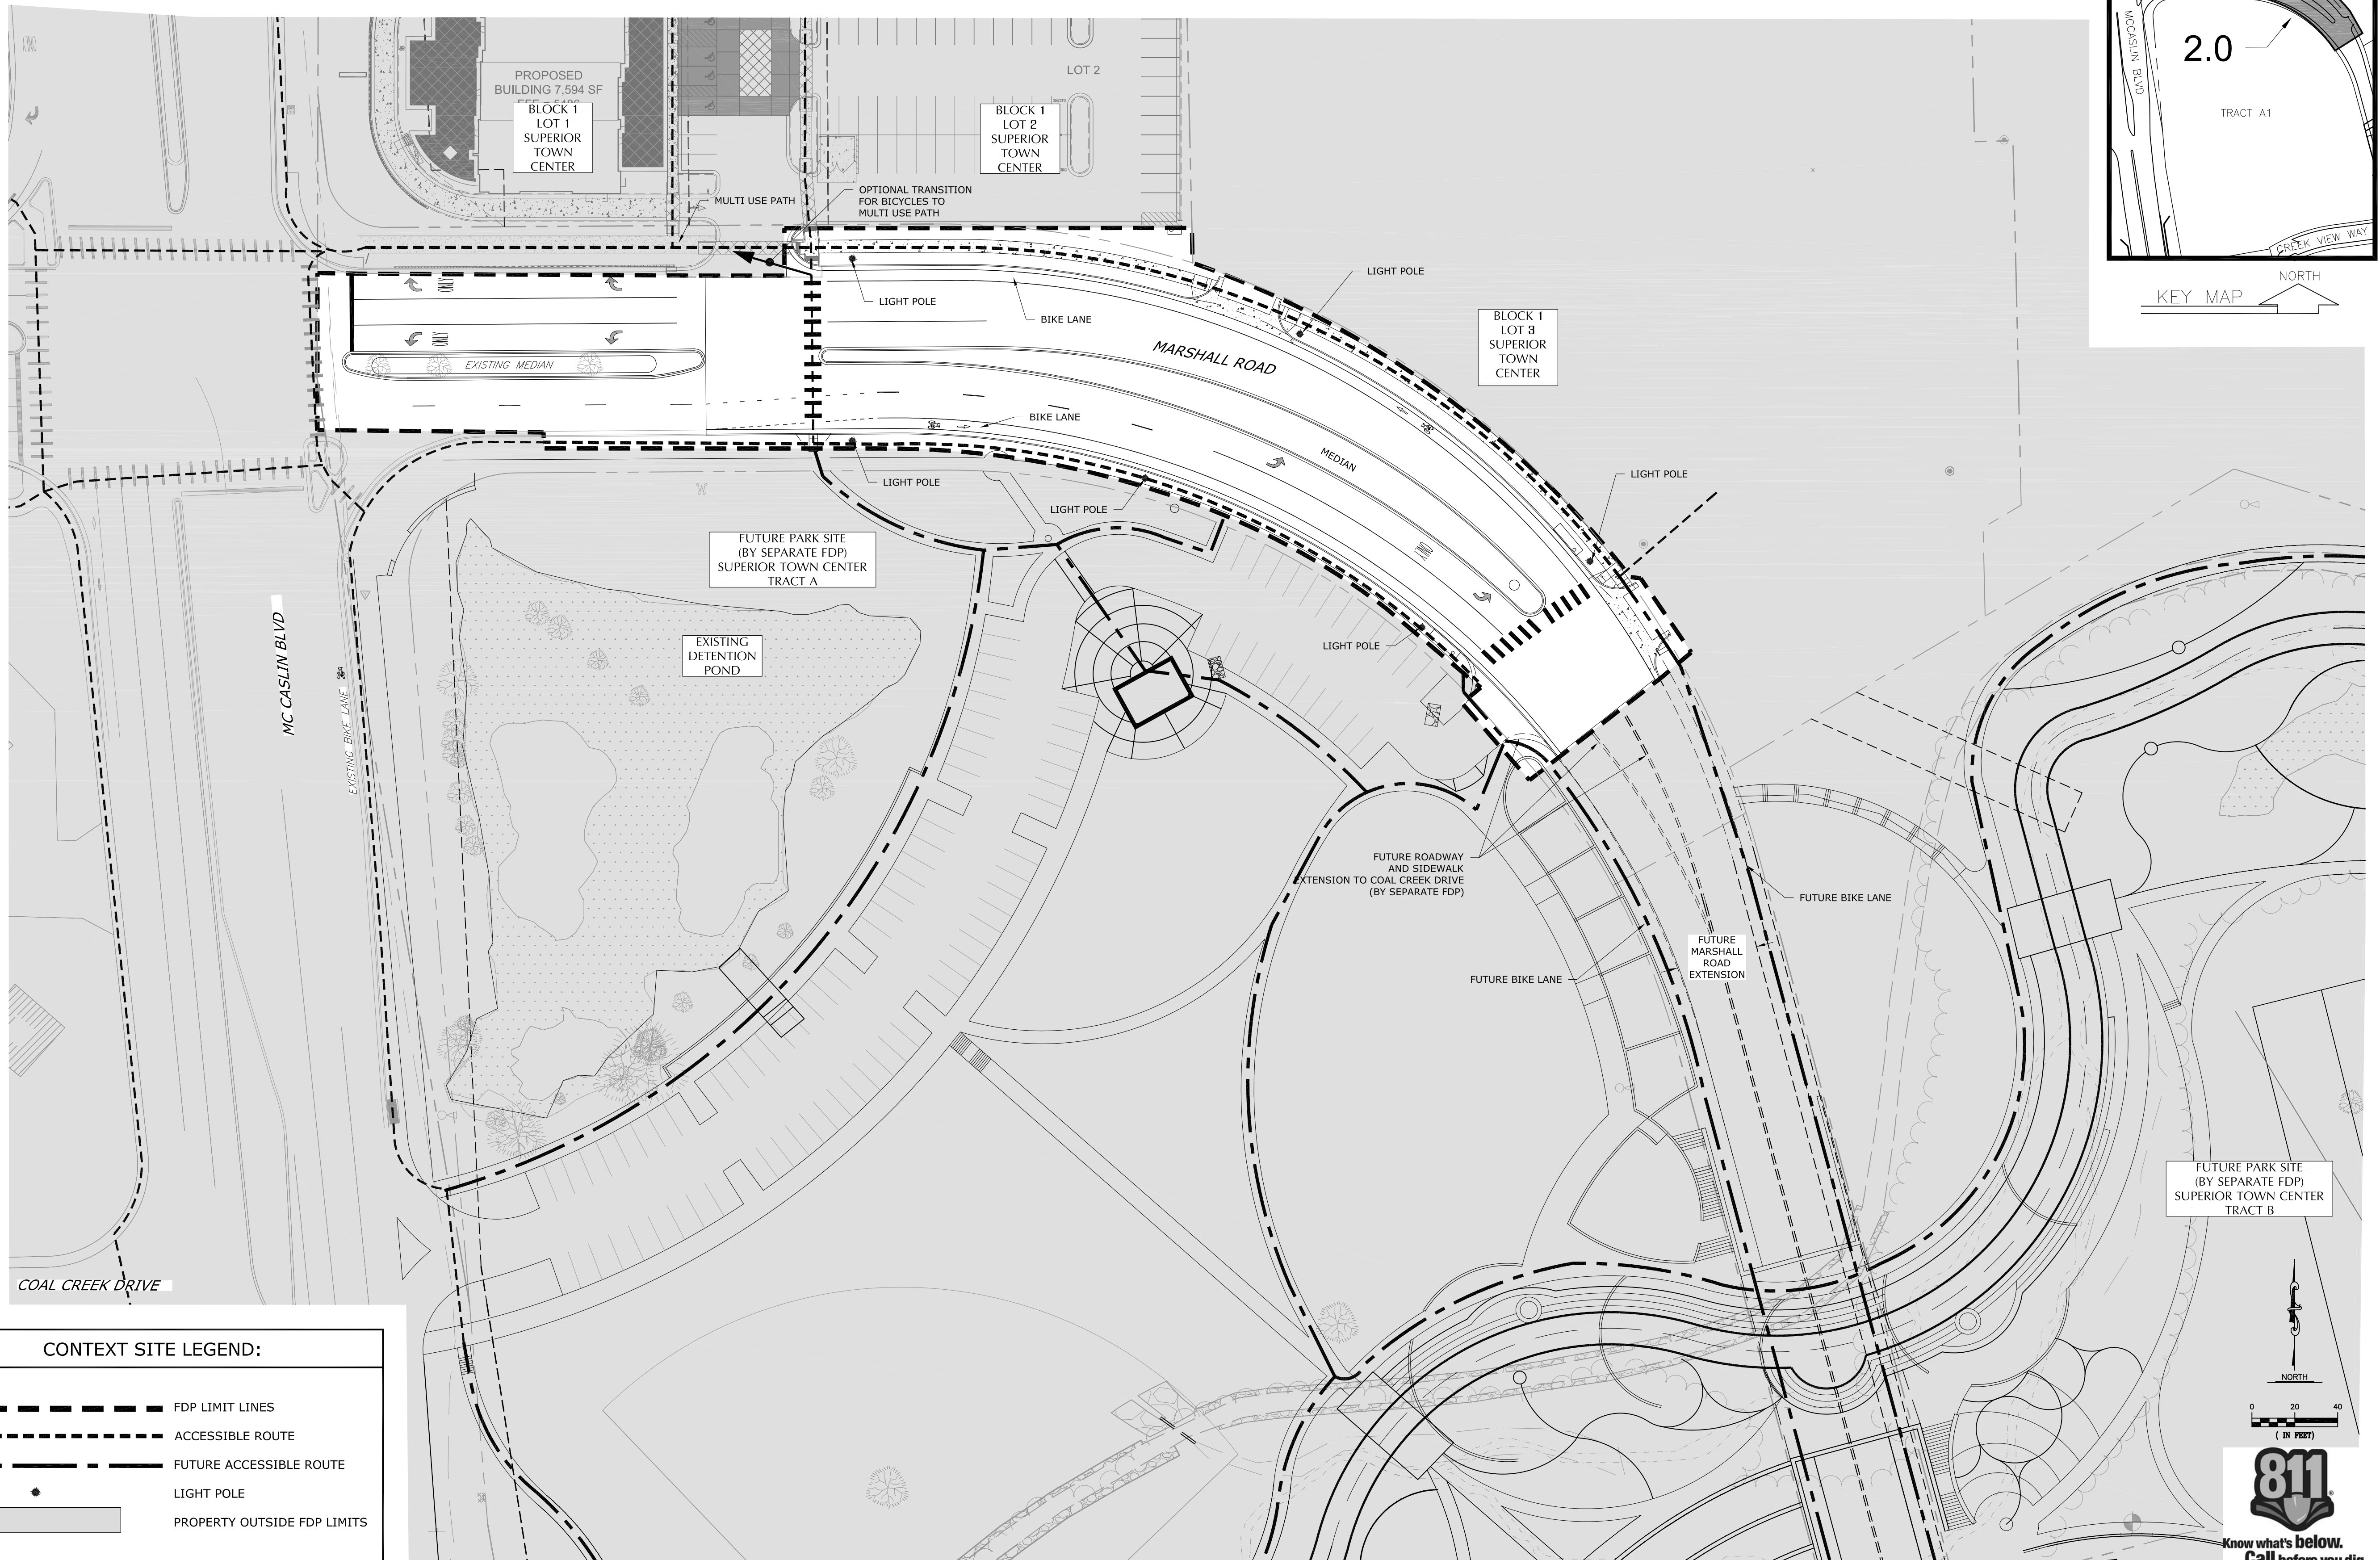 PROPOSED
BUILDING 7,594 SF
BLOCK 1
LOT 1
SUPERIOR
TOWN
CENTER
LOT 2
BLOCK 1
LOT 2
SUPERIOR
TOWN
CENTER
MCCASLIN BLVD
2.0
TRACT A1
CREEK VIEW WAY
NORTH
KEY MAP
MULTI USE PATH
OPTIONAL TRANSITION
FOR BICYCLES TO
MULTI USE PATH
LIGHT POLE
LIGHT POLE
BIKE LANE
ONLY
ONLY
EXISTING MEDIAN
MARSHALL ROAD
BLOCK 1
LOT 3
SUPERIOR
TOWN
CENTER
BIKE LANE
MEDIAN
LIGHT POLE
LIGHT POLE
LIGHT POLE
ONLY
FUTURE PARK SITE
(BY SEPARATE FDP)
SUPERIOR TOWN CENTER
TRACT A
EXISTING
DETENTION
POND
LIGHT POLE
MC CASLIN BLVD
EXISTING BIKE LANE
FUTURE ROADWAY
AND SIDEWALK
EXTENSION TO COAL CREEK DRIVE
(BY SEPARATE FDP)
FUTURE BIKE LANE
FUTURE
MARSHALL
ROAD
EXTENSION
FUTURE BIKE LANE
FUTURE PARK SITE
(BY SEPARATE FDP)
SUPERIOR TOWN CENTER
TRACT B
COAL CREEK DRIVE
CONTEXT SITE LEGEND:
FDP LIMIT LINES
ACCESSIBLE ROUTE
FUTURE ACCESSIBLE ROUTE
LIGHT POLE
PROPERTY OUTSIDE FDP LIMITS
NORTH
0 20 40
( IN FEET)
811
Know what's below.
Call before you dig